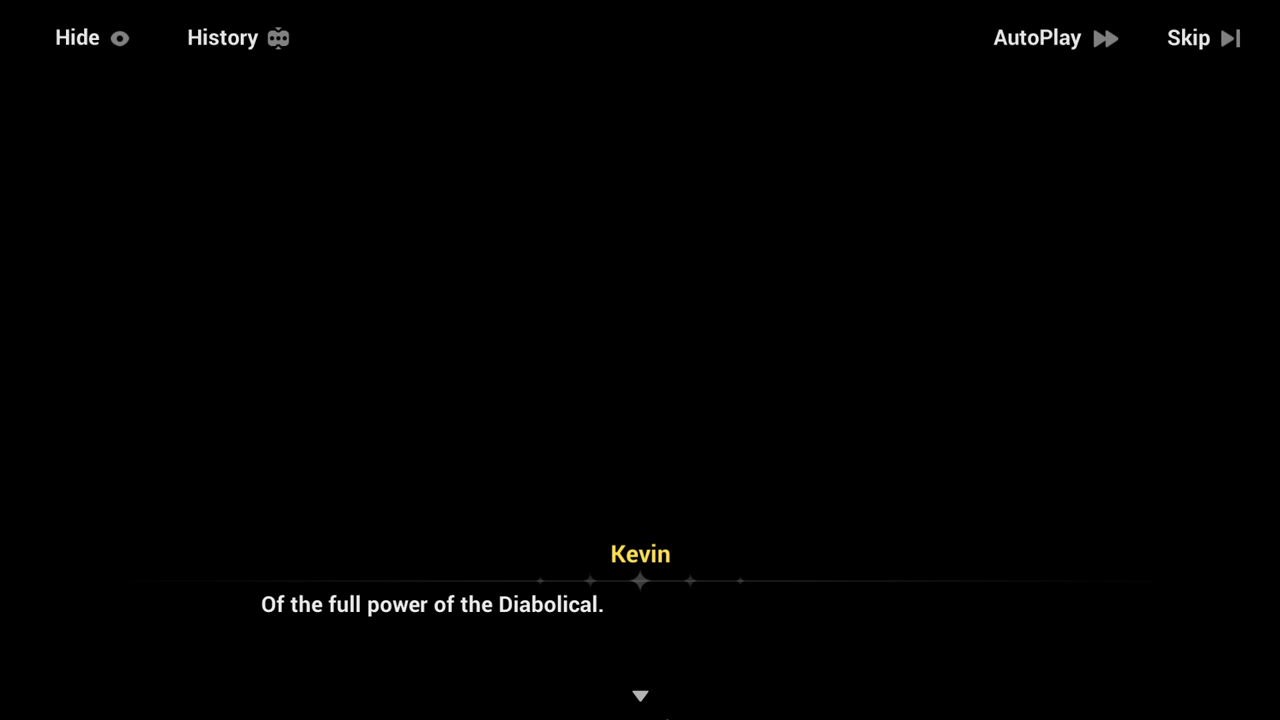 Hide
History
AutoPlay
Skip
Kevin
Of the full power of the Diabolical.